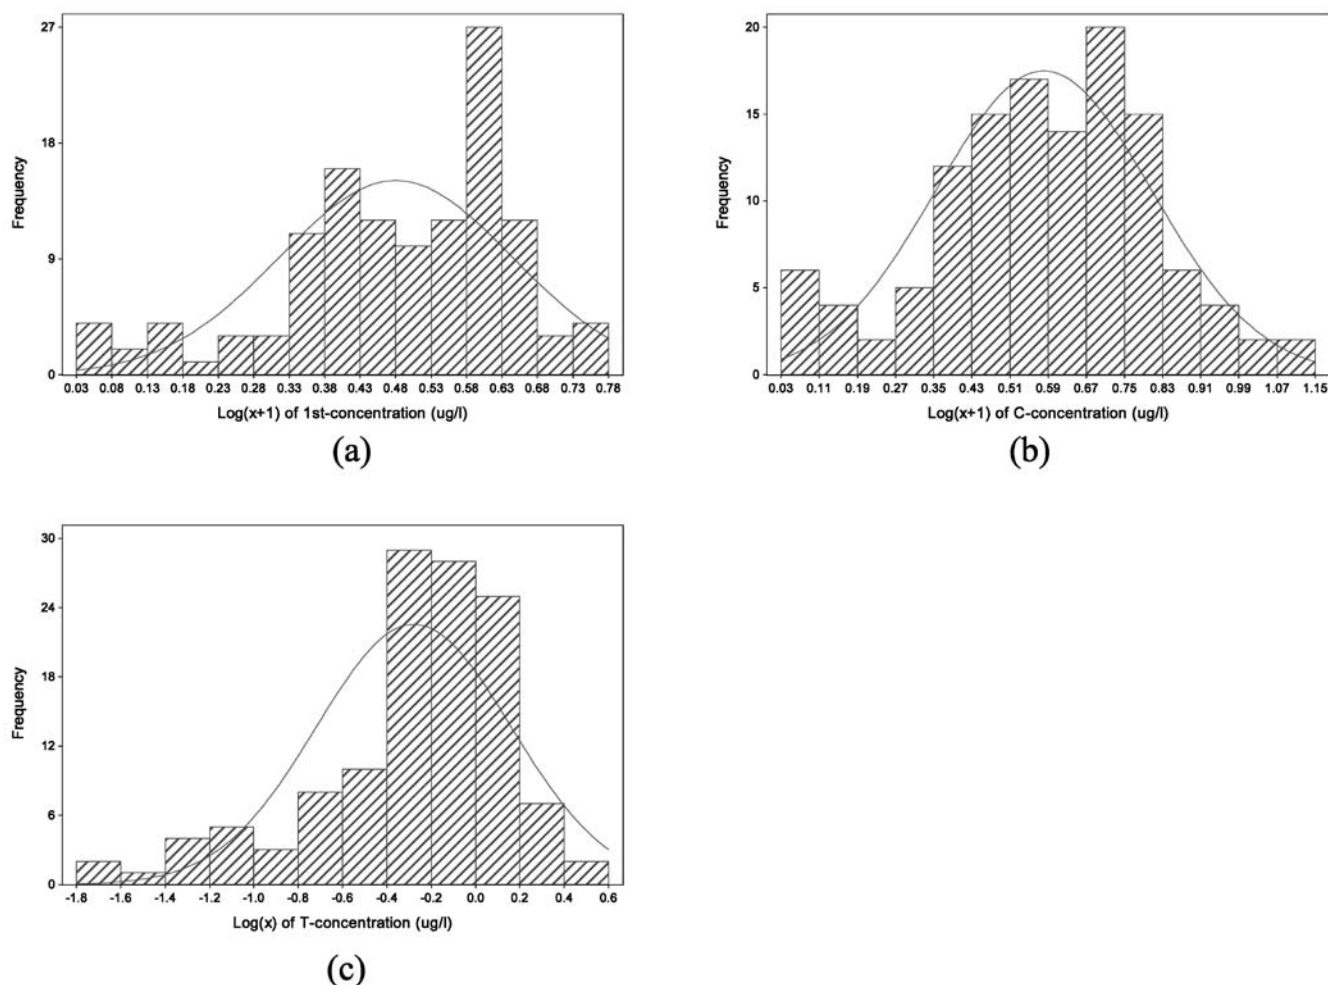 27
18
9
0
Frequency
0.03 0.08 0.13 0.18 0.23 0.28 0.33 0.38 0.43 0.48 0.53 0.58 0.63 0.68 0.73 0.78
Log(x+1) of 1st-concentration (ug/l)
(a)
20
15
10
5
0
Frequency
0.03 0.11 0.19 0.27 0.35 0.43 0.51 0.59 0.67 0.75 0.83 0.91 0.99 1.07 1.15
Log(x+1) of C-concentration (ug/l)
(b)
30
24
18
12
6
0
Frequency
-1.8 -1.6 -1.4 -1.2 -1.0 -0.8 -0.6 -0.4 -0.2 0.0 0.2 0.4 0.6
Log(x) of T-concentration (ug/l)
(c)